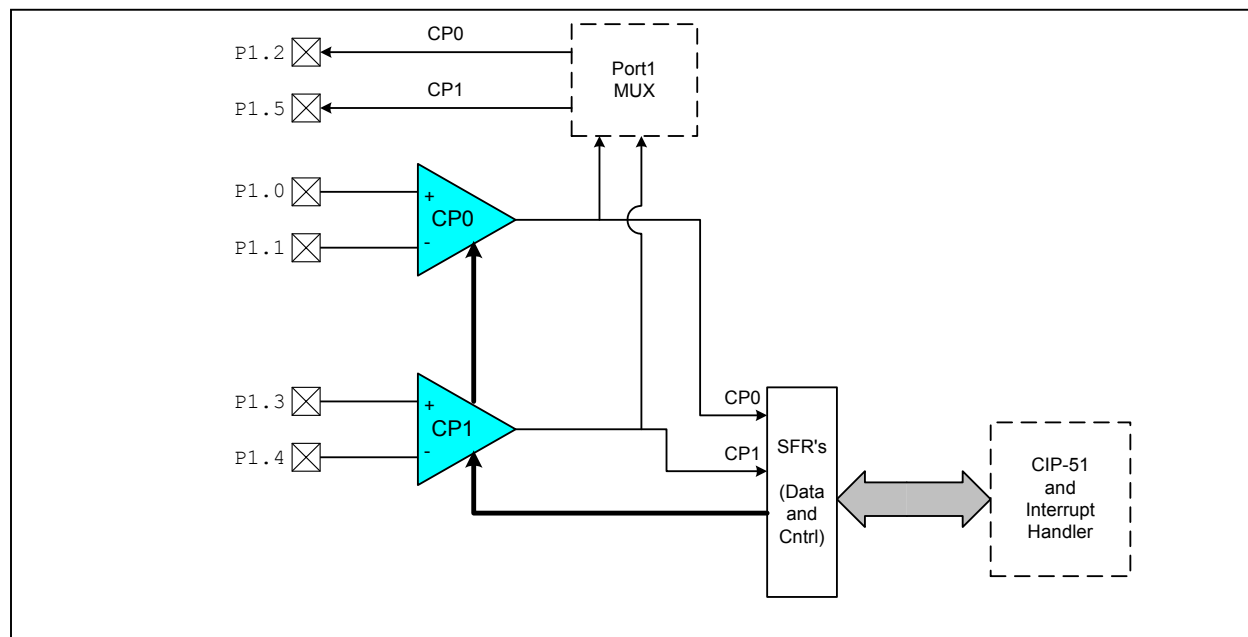 P1.2
CP0
P1.5
CP1
Port1
MUX
P1.0
+
CP0
P1.1
-
P1.3
+
CP1
P1.4
-
CP0
CP1
SFR's
(Data
and
Cntrl)
CIP-51
and
Interrupt
Handler